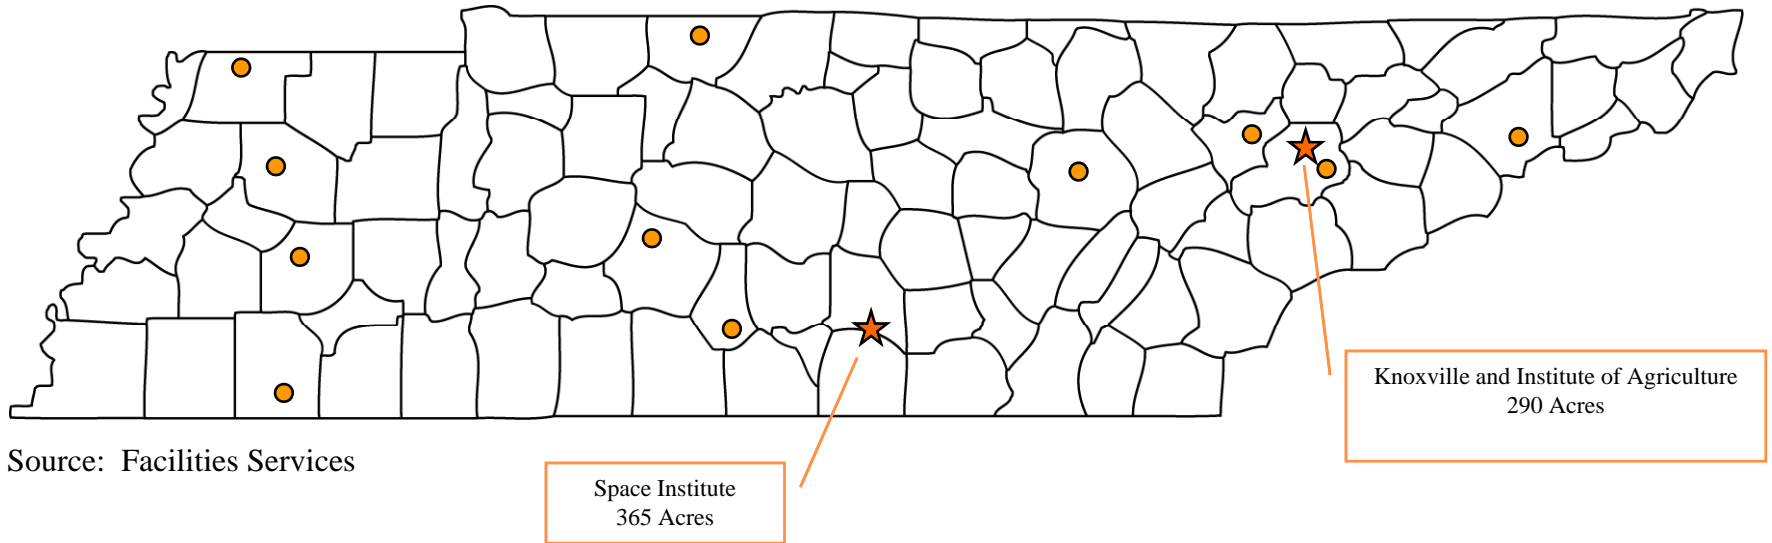 Knoxville and Institute of Agriculture
290 Acres
Source: Facilities Services
Space Institute
365 Acres